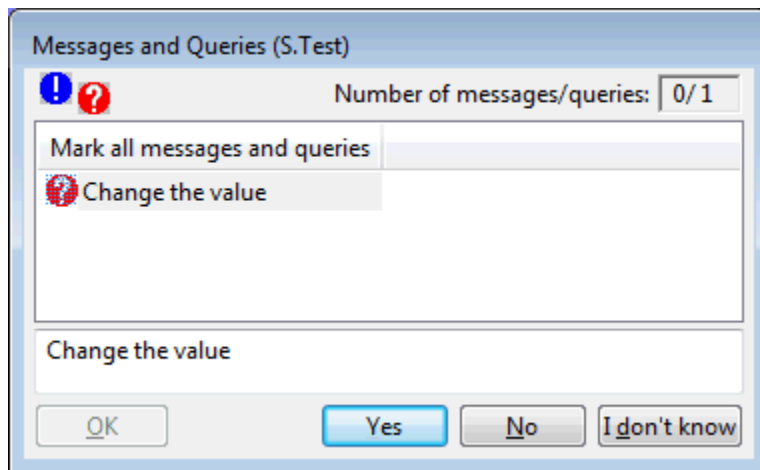 Messages and Queries (S.Test)
! ? Number of messages/queries: 0/ 1
Mark all messages and queries
? Change the value
Change the value
OK Yes No I don't know